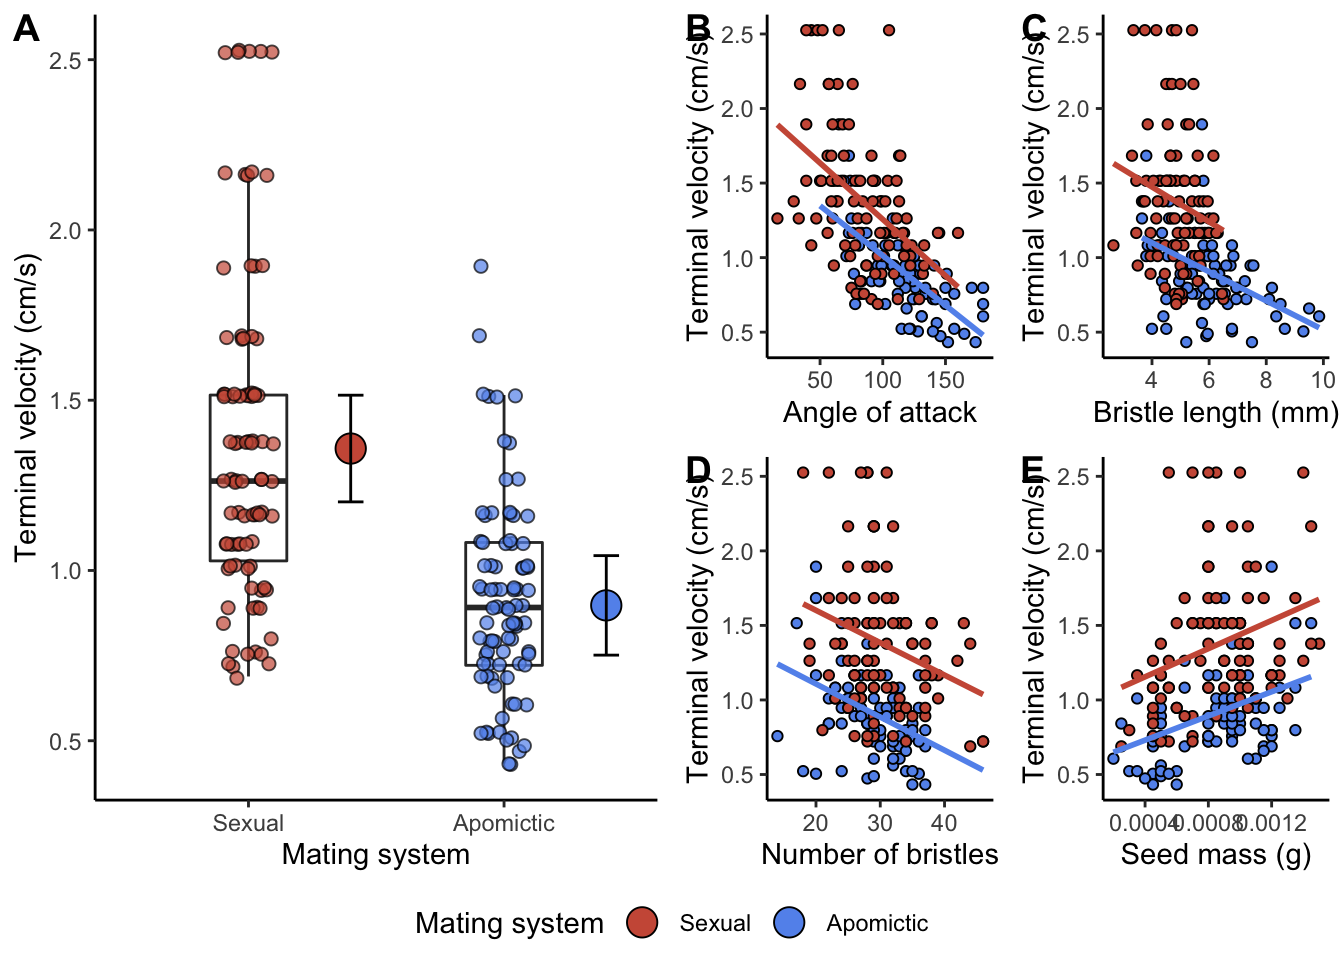 A
Terminal velocity (cm/s)
2.5
2.0
1.5
1.0
0.5
Sexual Apomictic
Mating system
B
Terminal velocity (cm/s)
2.5
2.0
1.5
1.0
0.5
50 100 150
Angle of attack
C
Terminal velocity (cm/s)
2.5
2.0
1.5
1.0
0.5
4 6 8 10
Bristle length (mm)
D
Terminal velocity (cm/s)
2.5
2.0
1.5
1.0
0.5
20 30 40
Number of bristles
E
Terminal velocity (cm/s)
2.5
2.0
1.5
1.0
0.5
0.0004 0.0008 0.0012
Seed mass (g)
Mating system Sexual Apomictic